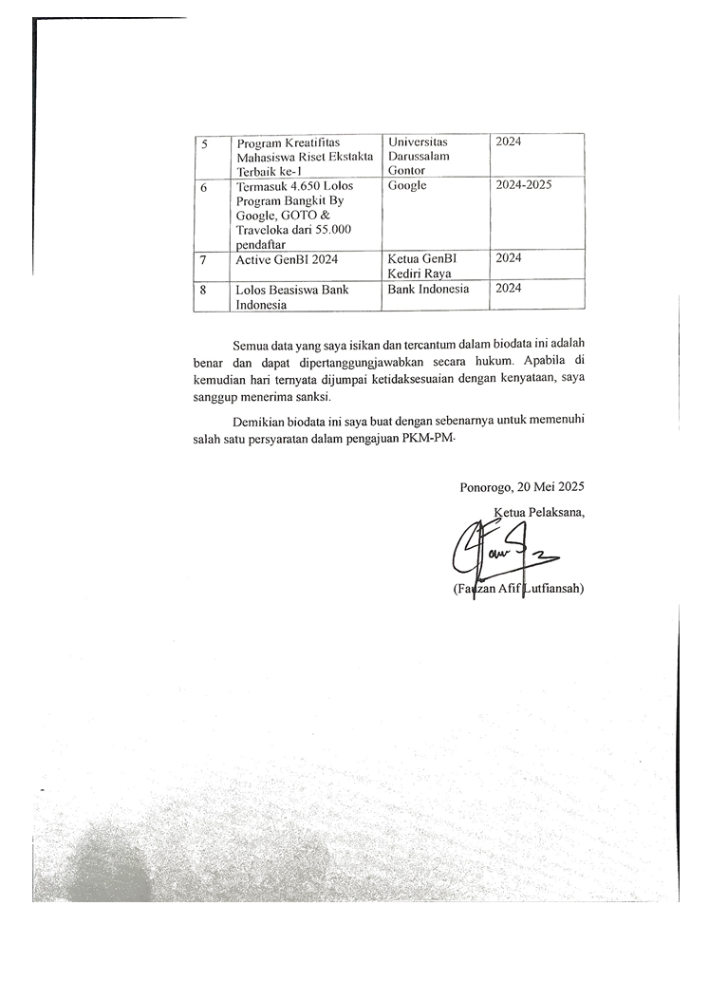 5 Program Kreatifitas Universitas 2024
Mahasiswa Riset Ekstakta Darussalam
Terbaik ke-1 Gontor
6 Termasuk 4.650 Lolos Google 2024-2025
Program Bangkit By
Google, GOTO &
Traveloka dari 55.000
pendaftar
7 Active GenBI 2024 Ketua GenBI 2024
Kediri Raya
8 Lolos Beasiswa Bank Bank Indonesia 2024
Indonesia
Semua data yang saya isikan dan tercantum dalam biodata ini adalah
benar dan dapat dipertanggungjawabkan secara hukum. Apabila di
kemudian hari ternyata dijumpai ketidaksesuaian dengan kenyataan, saya
sanggup menerima sanksi.
Demikian biodata ini saya buat dengan sebenarnya untuk memenuhi
salah satu persyaratan dalam pengajuan PKM-PM.
Ponorogo, 20 Mei 2025
Ketua Pelaksana,
(Fauzan Afif Lutfiansah)